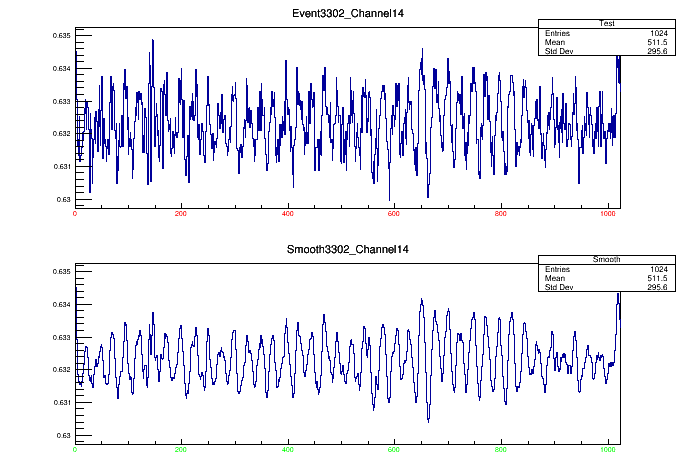 Event3302_Channel14
Test
Entries 1024
Mean 511.5
Std Dev 295.6
0.635
0.634
0.633
0.632
0.631
0.63
0 200 400 600 800 1000
Smooth3302_Channel14
Smooth
Entries 1024
Mean 511.5
Std Dev 295.6
0.635
0.634
0.633
0.632
0.631
0.63
0 200 400 600 800 1000